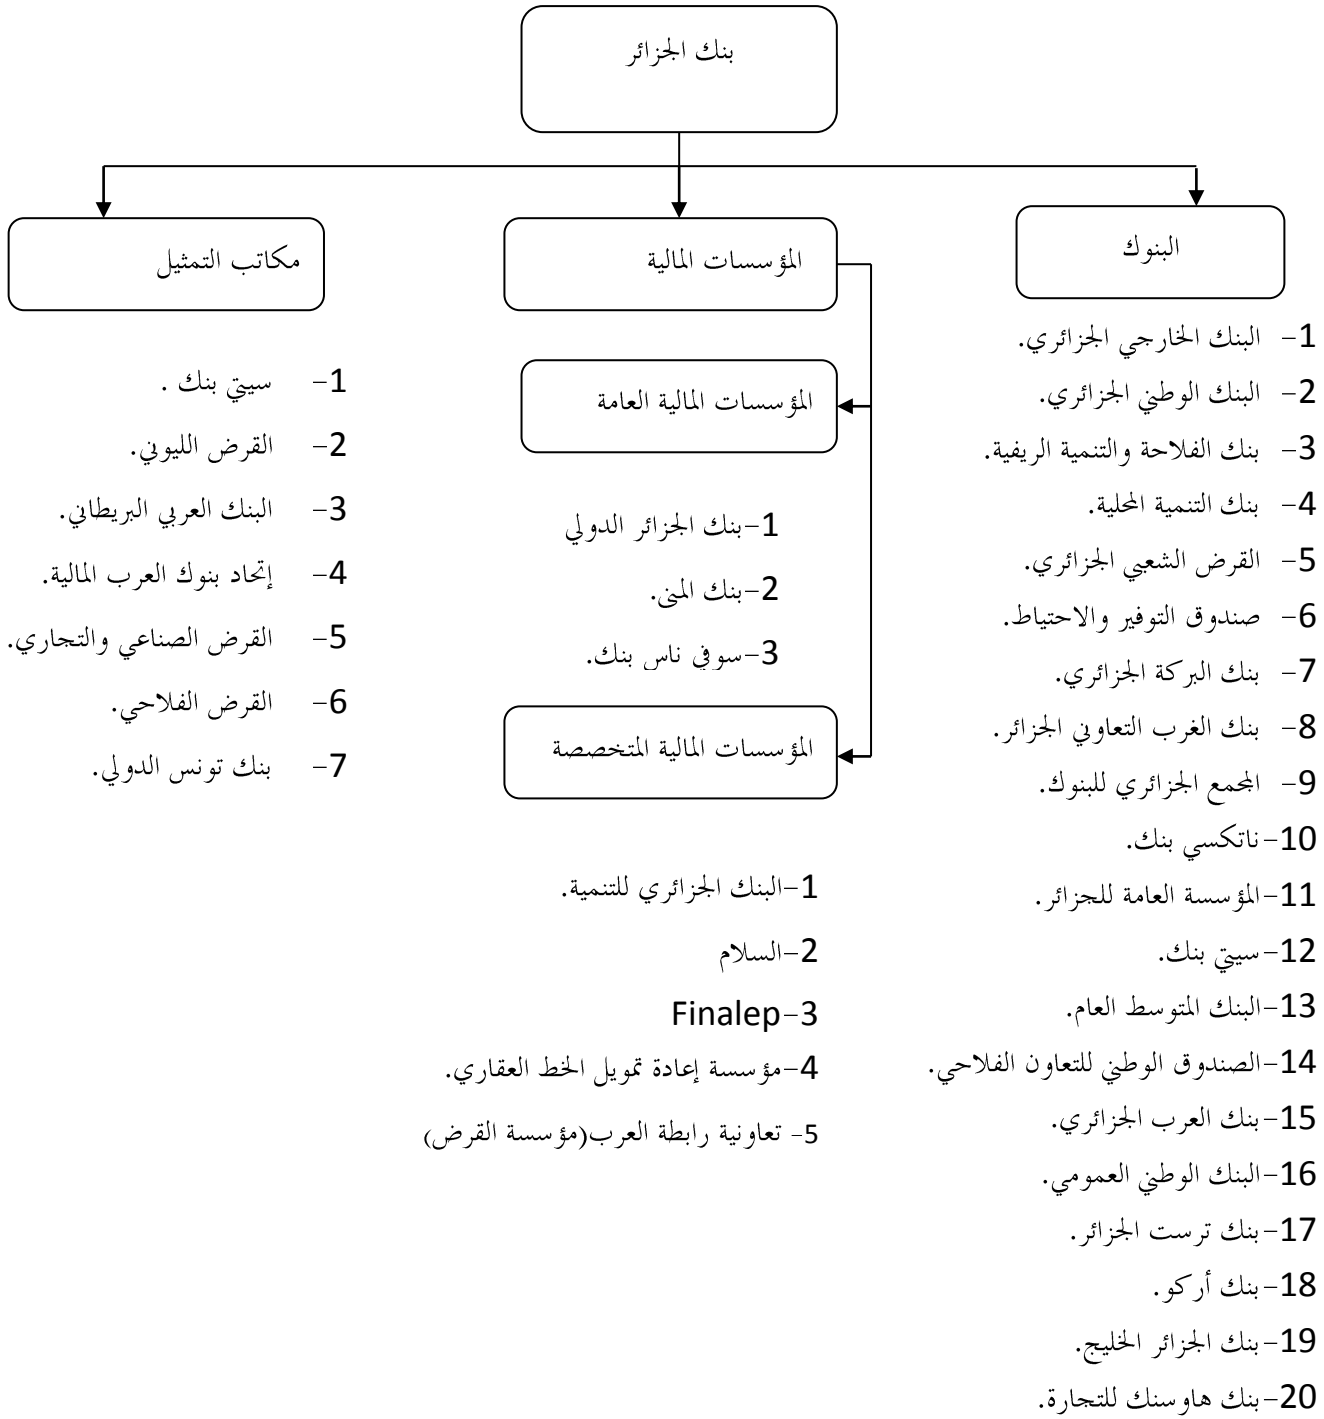 بنك الجزائر
البنوك
1- البنك الخارجي الجزائري.
2- البنك الوطني الجزائري.
3- بنك الفلاحة والتنمية الريفية.
4- بنك التنمية المحلية.
5- القرض الشعبي الجزائري.
6- صندوق التوفير والاحتياط.
7- بنك البركة الجزائري.
8- بنك الغرب التعاوني الجزائر.
9- المجمع الجزائري للبنوك.
10-ناتكسي بنك.
11-المؤسسة العامة للجزائر.
12-سيتي بنك.
13-البنك المتوسط العام.
14-الصندوق الوطني للتعاون الفلاحي.
15-بنك العرب الجزائري.
16-البنك الوطني العمومي.
17-بنك ترست الجزائر.
18-بنك أركو.
19-بنك الجزائر الخليج.
20-بنك هاوسنك للتجارة.
المؤسسات المالية
المؤسسات المالية العامة
1-بنك الجزائر الدولي
2-بنك المنى.
3-سوفي ناس بنك.
المؤسسات المالية المتخصصة
1-البنك الجزائري للتنمية.
2-السلام
3-Finalep
4-مؤسسة إعادة تمويل الخط العقاري.
5- تعاونية رابطة العرب(مؤسسة القرض)
مكاتب التمثيل
1- سيتي بنك .
2- القرض الليوني.
3- البنك العربي البريطاني.
4- إتحاد بنوك العرب المالية.
5- القرض الصناعي والتجاري.
6- القرض الفلاحي.
7- بنك تونس الدولي.